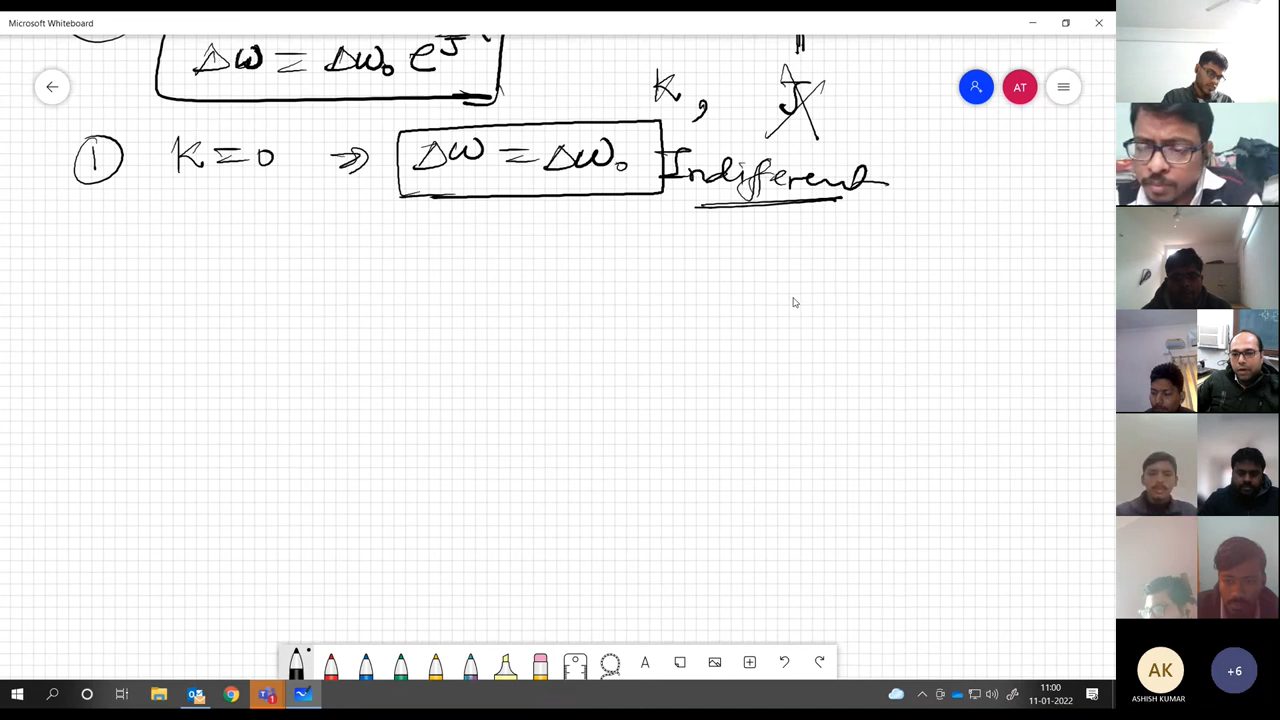 Microsoft Whiteboard
Δω = Δω₀ e
K, J
AT
① K = 0 ⇒ Δω = Δω₀ Indifferent
A
AK
ASHISH KUMAR
+6
11:00
11-01-2022